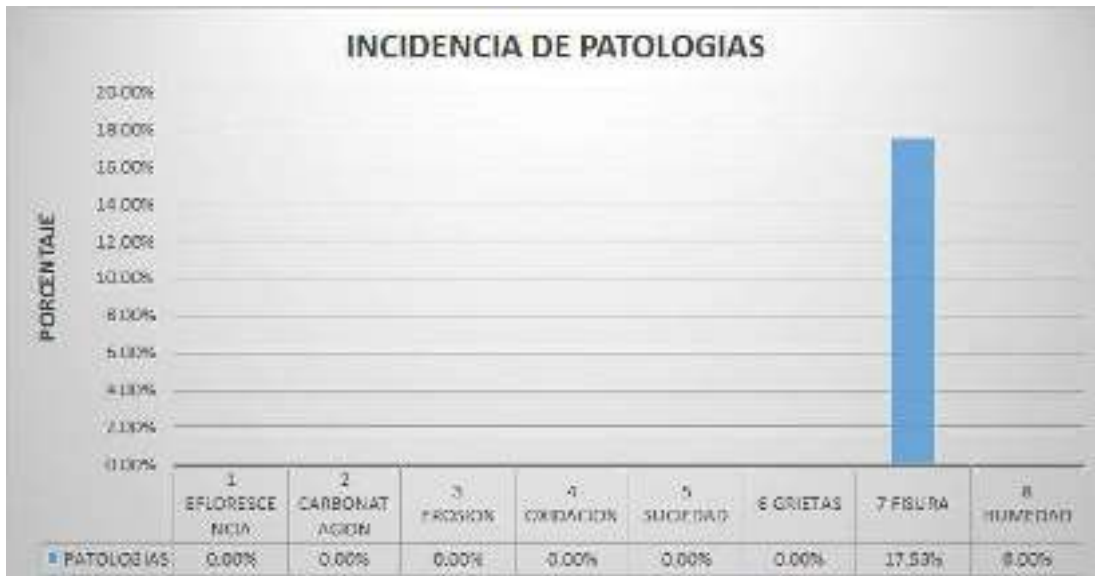 INCIDENCIA DE PATOLOGIAS
PORCENTAJE
20.00%
18.00%
16.00%
14.00%
12.00%
10.00%
8.00%
6.00%
4.00%
2.00%
0.00%
1 EFLORESCE NCIA
2 CARBONAT ACION
3 EROSION
4 OXIDACION
5 SUCIEDAD
6 GRIETAS
7 FISURA
8 HUMEDAD
PATOLOGIAS 0.00% 0.00% 0.00% 0.00% 0.00% 0.00% 17.53% 0.00%